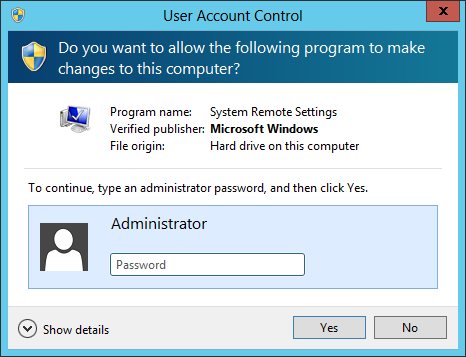 User Account Control
x
Do you want to allow the following program to make
changes to this computer?
Program name: System Remote Settings
Verified publisher: Microsoft Windows
File origin: Hard drive on this computer
To continue, type an administrator password, and then click Yes.
Administrator
Password
Show details
Yes
No